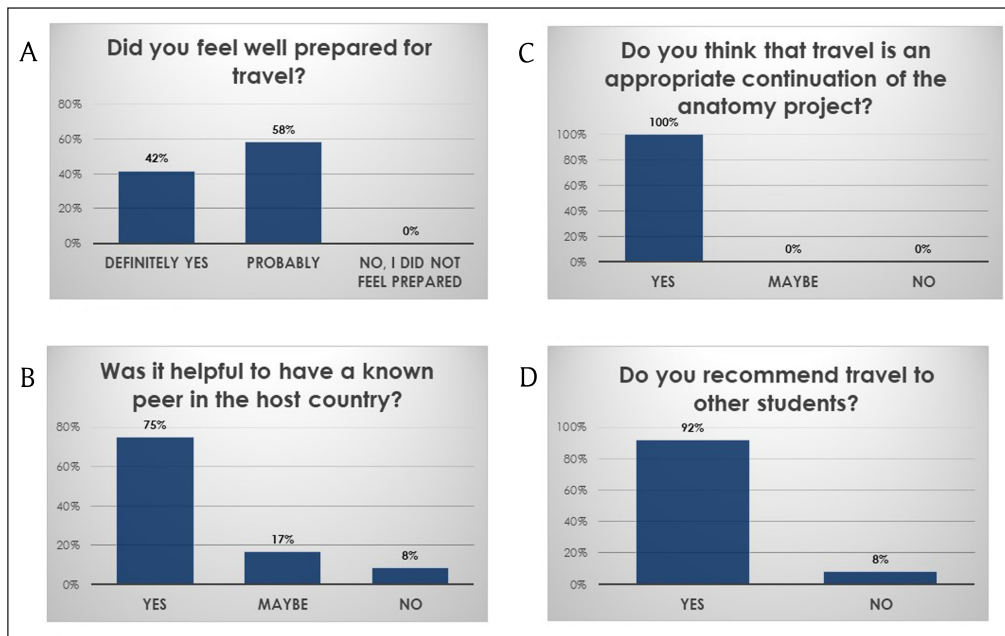 A
Did you feel well prepared for
travel?
80%
60%
40%
20%
0%
42%
58%
0%
DEFINITELY YES
PROBABLY
NO, I DID NOT
FEEL PREPARED
B
Was it helpful to have a known
peer in the host country?
80%
60%
40%
20%
0%
75%
17%
8%
YES
MAYBE
NO
C
Do you think that travel is an
appropriate continuation of the
anatomy project?
100%
80%
60%
40%
20%
0%
100%
0%
0%
YES
MAYBE
NO
D
Do you recommend travel to
other students?
100%
80%
60%
40%
20%
0%
92%
8%
YES
NO